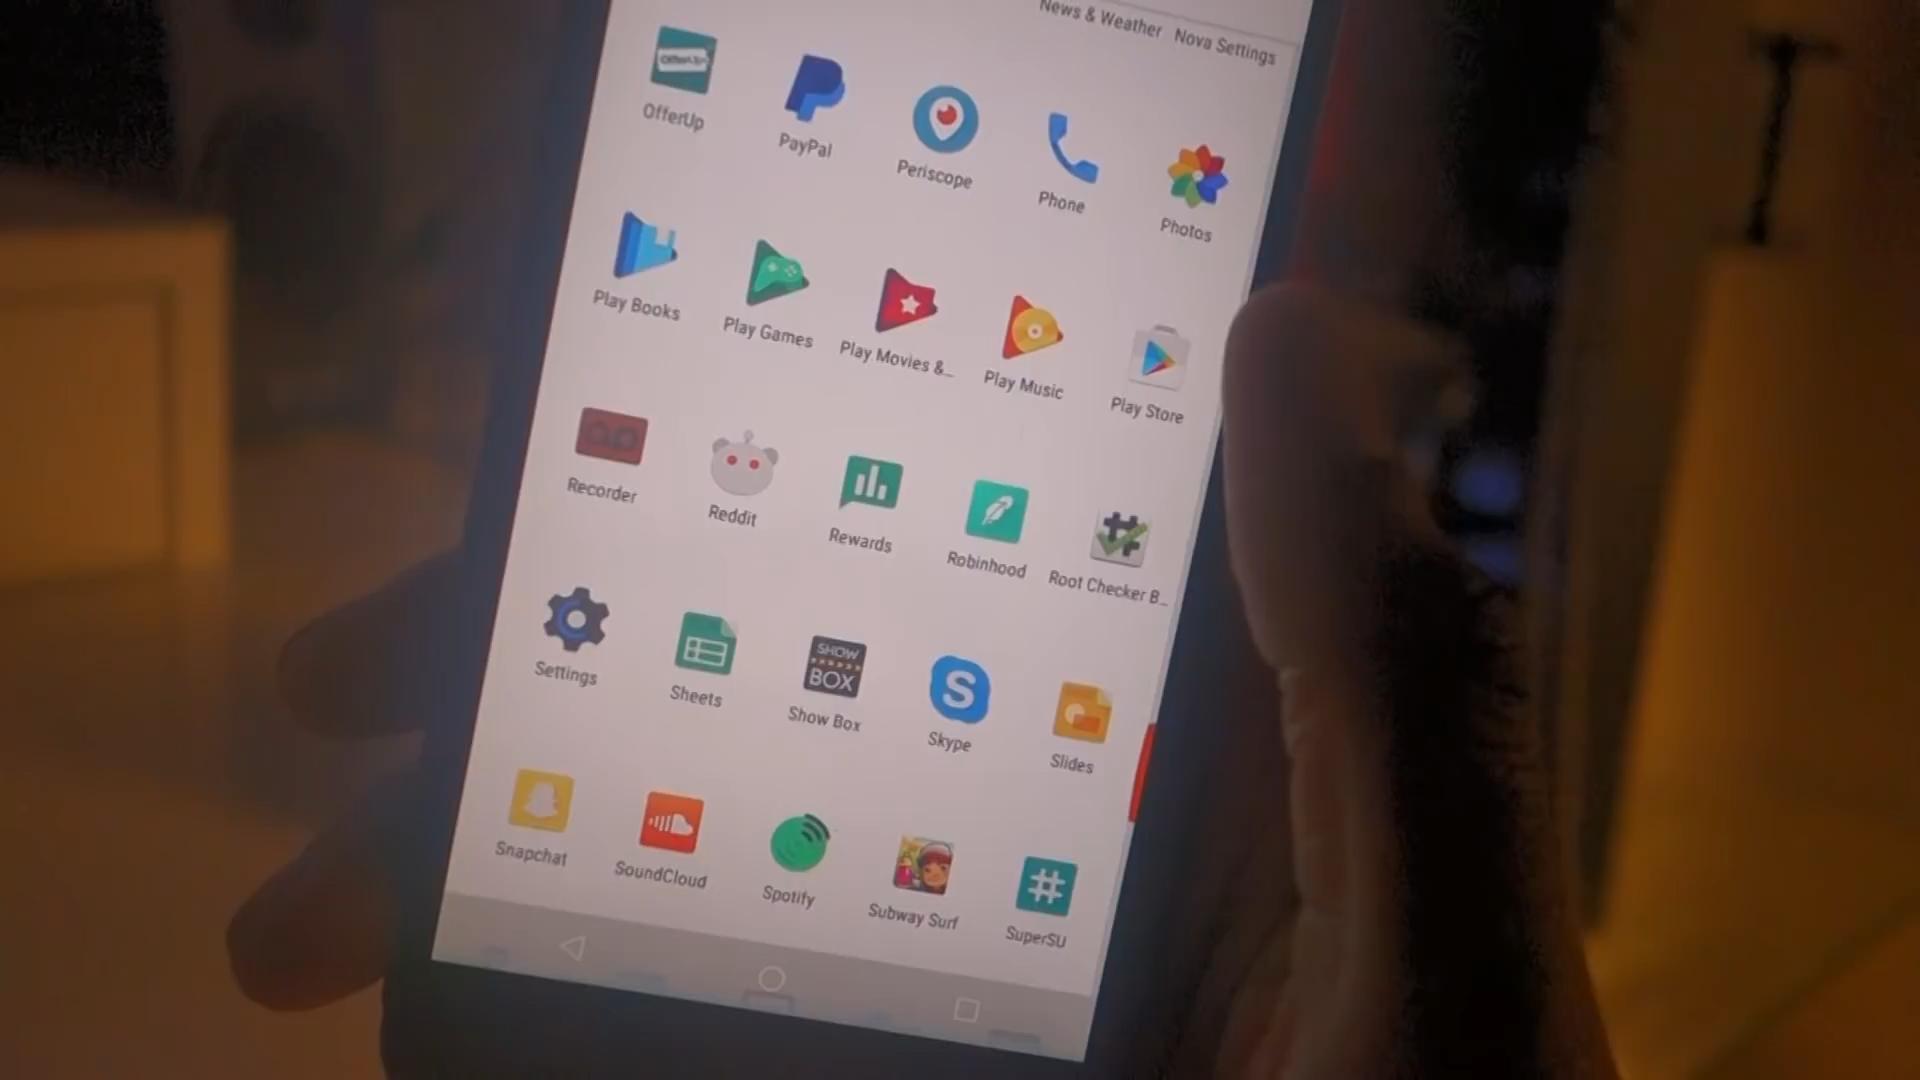 News & Weather Nova Settings
OfferUp PayPal Periscope Phone Photos
Play Books Play Games Play Movies &... Play Music Play Store
Recorder Reddit Rewards Robinhood Root Checker B...
SHOW
BOX
Settings Sheets Show Box Skype Slides
Snapchat SoundCloud Spotify Subway Surf SuperSU